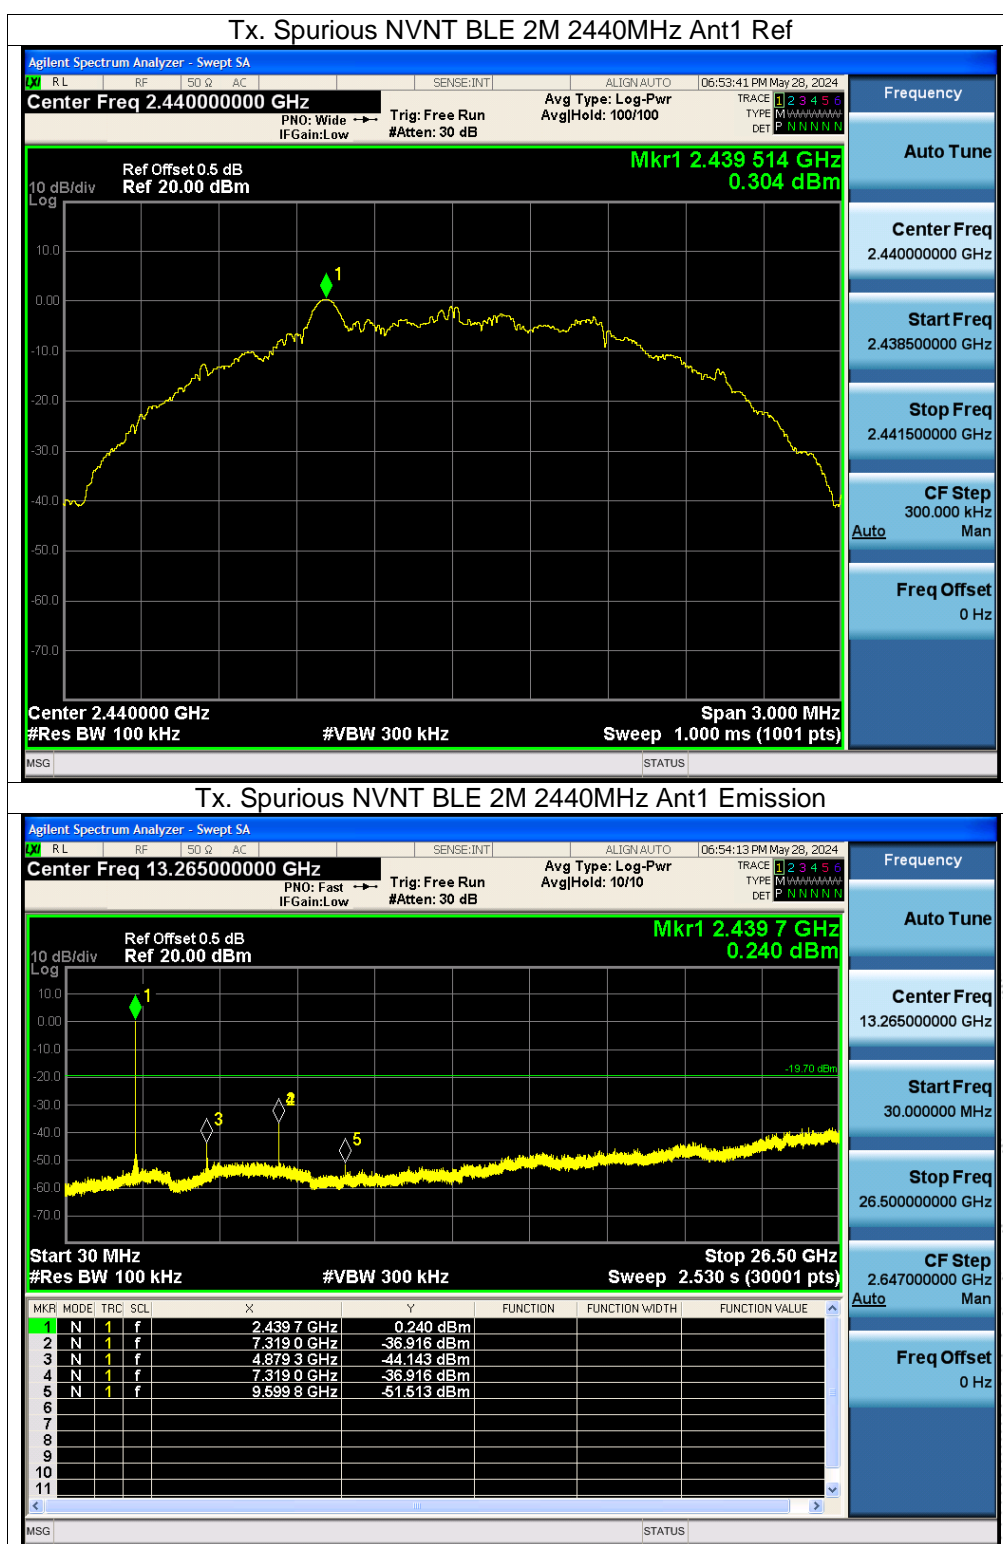 Tx. Spurious NVNT BLE 2M 2440MHz Ant1 Ref
Agilent Spectrum Analyzer - Swept SA
LXI RL RF 50 Ω AC SENSE:INT ALIGN AUTO 06:53:41 PM May 28, 2024
Center Freq 2.440000000 GHz
PNO: Wide
IFGain:Low
Trig: Free Run
#Atten: 30 dB
Avg Type: Log-Pwr
Avg|Hold: 100/100
TRACE 1 2 3 4 5 6
TYPE M
DET P N N N N N
Frequency
Auto Tune
Center Freq
2.440000000 GHz
Start Freq
2.438500000 GHz
Stop Freq
2.441500000 GHz
CF Step
300.000 kHz
Auto Man
Freq Offset
0 Hz
Ref Offset 0.5 dB
10 dB/div Ref 20.00 dBm
Log
Mkr1 2.439 514 GHz
0.304 dBm
10.0
0.00
-10.0
-20.0
-30.0
-40.0
-50.0
-60.0
-70.0
1
Center 2.440000 GHz
#Res BW 100 kHz
#VBW 300 kHz
Span 3.000 MHz
Sweep 1.000 ms (1001 pts)
MSG STATUS
Tx. Spurious NVNT BLE 2M 2440MHz Ant1 Emission
Agilent Spectrum Analyzer - Swept SA
LXI RL RF 50 Ω AC SENSE:INT ALIGN AUTO 06:54:13 PM May 28, 2024
Center Freq 13.265000000 GHz
PNO: Fast
IFGain:Low
Trig: Free Run
#Atten: 30 dB
Avg Type: Log-Pwr
Avg|Hold: 10/10
TRACE 1 2 3 4 5 6
TYPE M
DET P N N N N N
Frequency
Auto Tune
Center Freq
13.265000000 GHz
Start Freq
30.000000 MHz
Stop Freq
26.500000000 GHz
CF Step
2.647000000 GHz
Auto Man
Freq Offset
0 Hz
Ref Offset 0.5 dB
10 dB/div Ref 20.00 dBm
Log
Mkr1 2.439 7 GHz
0.240 dBm
10.0
0.00
-10.0
-20.0
-30.0
-40.0
-50.0
-60.0
-70.0
-19.70 dBm
1
3
5
Start 30 MHz
#Res BW 100 kHz
#VBW 300 kHz
Stop 26.50 GHz
Sweep 2.530 s (30001 pts)
MKR MODE TRC SCL X Y FUNCTION FUNCTION WIDTH FUNCTION VALUE
1 N 1 f 2.439 7 GHz 0.240 dBm
2 N 1 f 7.319 0 GHz -36.916 dBm
3 N 1 f 4.879 3 GHz -44.143 dBm
4 N 1 f 7.319 0 GHz -36.916 dBm
5 N 1 f 9.599 8 GHz -51.513 dBm
6
7
8
9
10
11
MSG STATUS